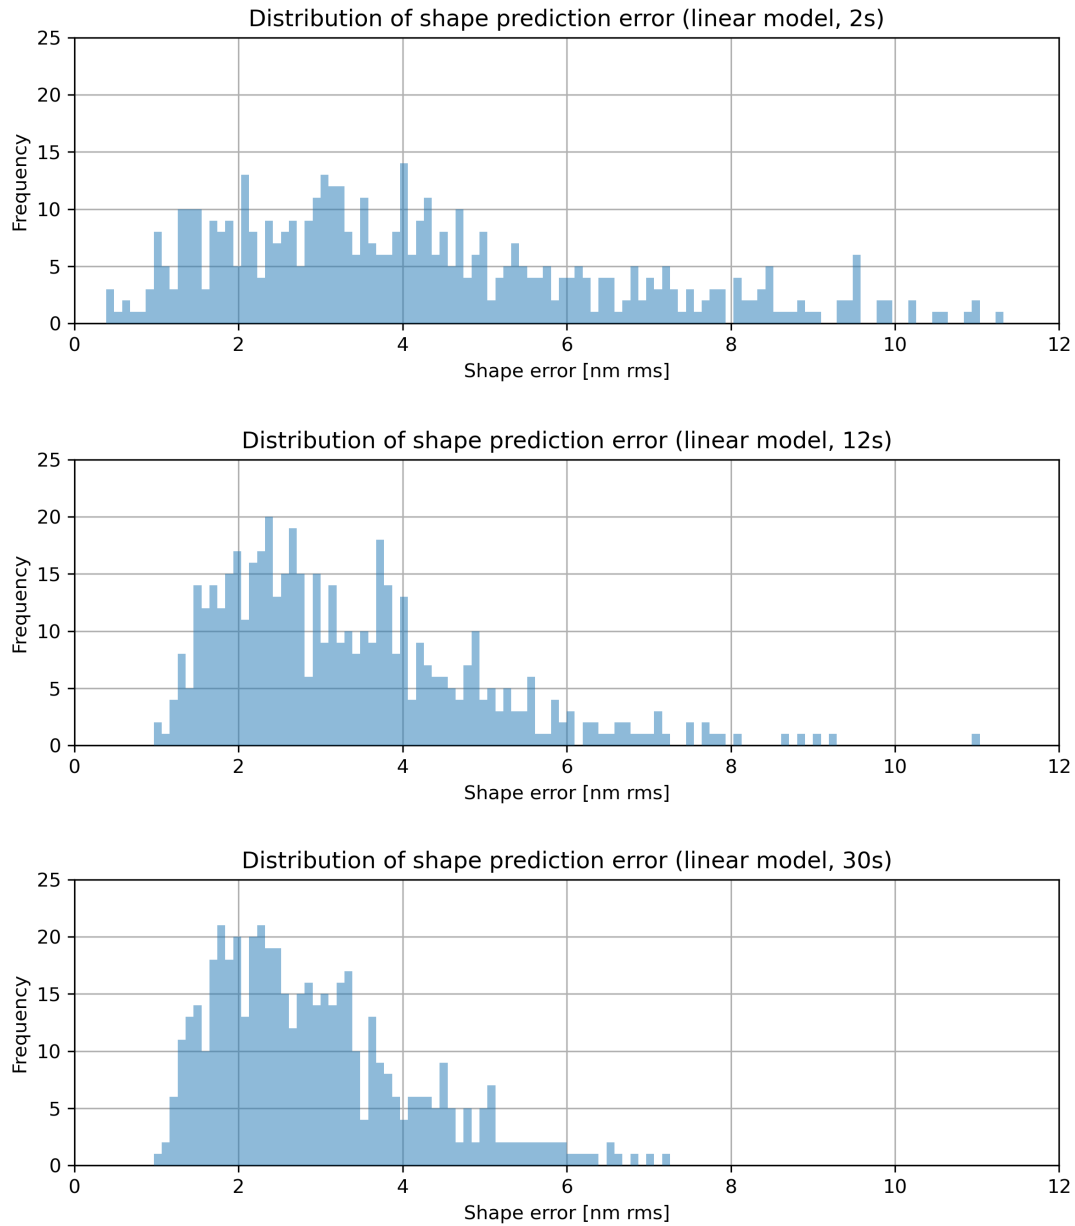 Distribution of shape prediction error (linear model, 2s)
25
20
15
10
5
0
Frequency
0 2 4 6 8 10 12
Shape error [nm rms]
Distribution of shape prediction error (linear model, 12s)
25
20
15
10
5
0
Frequency
0 2 4 6 8 10 12
Shape error [nm rms]
Distribution of shape prediction error (linear model, 30s)
25
20
15
10
5
0
Frequency
0 2 4 6 8 10 12
Shape error [nm rms]